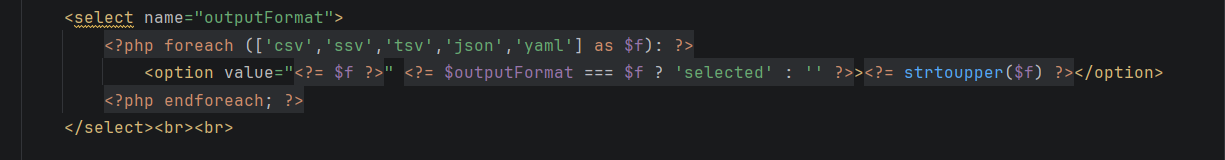 <select name="outputFormat">
<?php foreach (['csv','ssv','tsv','json','yaml'] as $f): ?>
<option value="<?= $f ?>" <?= $outputFormat === $f ? 'selected' : '' ?>><?= strtoupper($f) ?></option>
<?php endforeach; ?>
</select><br><br>